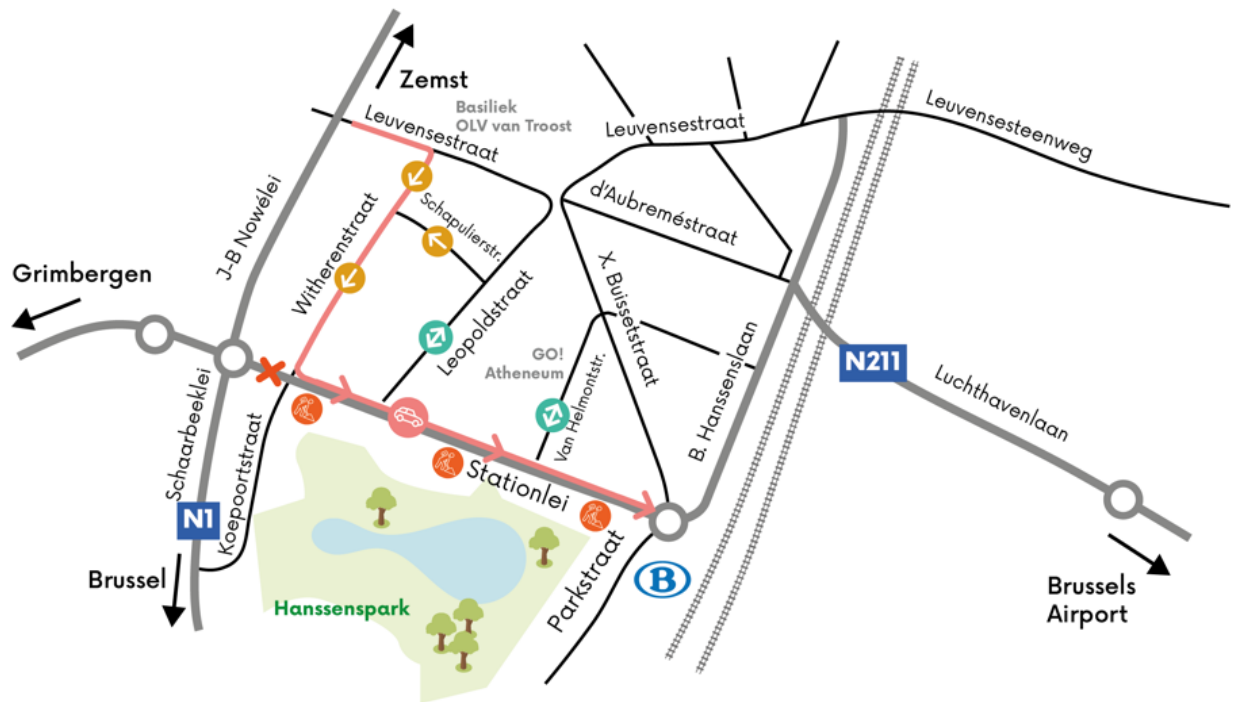 Zemst
Basiliek
OLV van Troost
Leuvensestraat
Leuvensestraat
Leuvensesteenweg
J-B Nowélei
Witherenstraat
Schapulierstr.
d'Aubreméstraat
Grimbergen
Leopoldstraat
X. Buissetstraat
GO!
Atheneum
Van Helmontstr.
B. Hanssenslaan
N211
Luchthavenlaan
Schaarbeeklei
Koepoortstraat
Stationlei
N1
Brussel
Hanssenspark
Parkstraat
B
Brussels
Airport